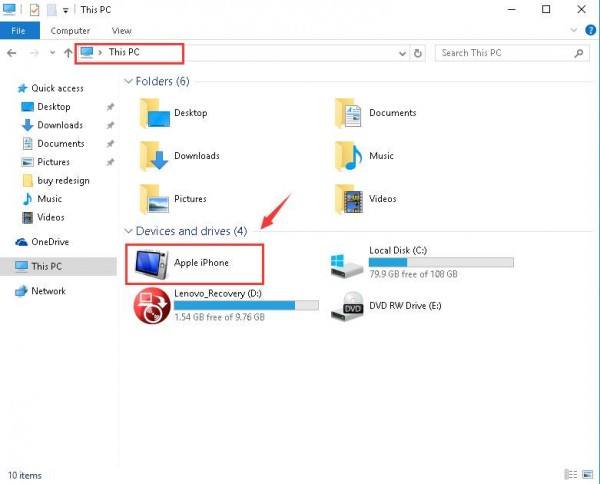 This PC
File
Computer
View
This PC
Search This PC
Quick access
Desktop
Downloads
Documents
Pictures
buy redesign
Music
Videos
OneDrive
This PC
Network
Folders (6)
Desktop
Documents
Downloads
Music
Pictures
Videos
Devices and drives (4)
Apple iPhone
Local Disk (C:)
79.9 GB free of 108 GB
Lenovo_Recovery (D:)
1.54 GB free of 9.76 GB
DVD RW Drive (E:)
DVD
10 items